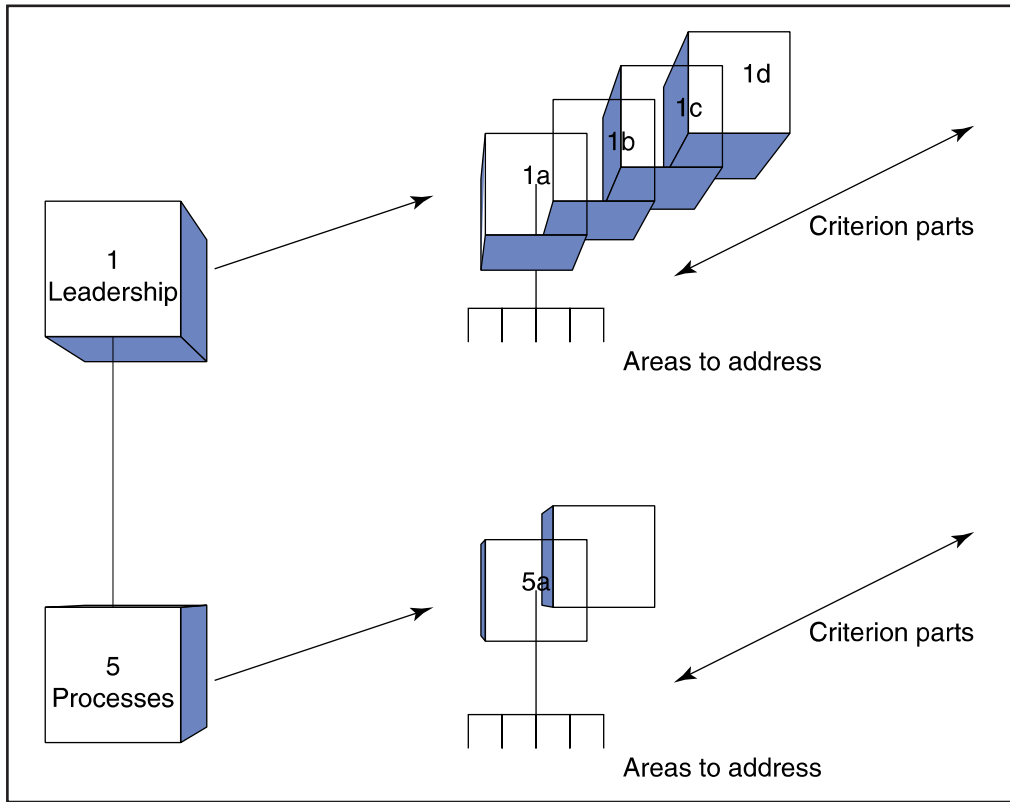 1d
1c
1b
1a
Criterion parts
1
Leadership
Areas to address
5a
Criterion parts
5
Processes
Areas to address